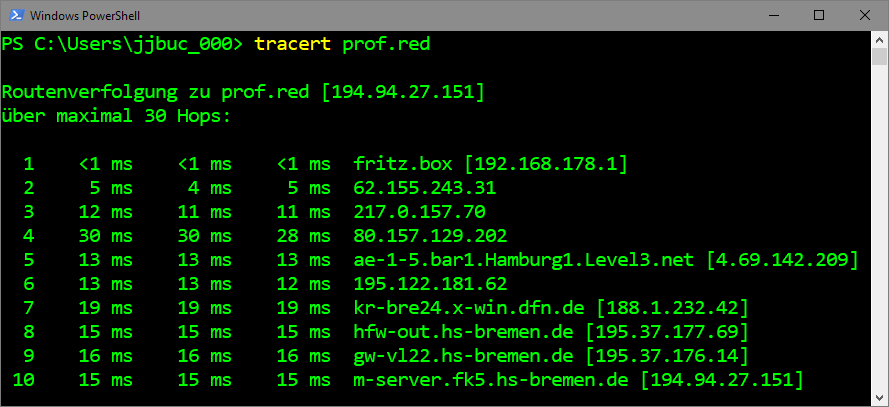 Windows PowerShell
PS C:\Users\jjbuc_000> tracert prof.red
Routenverfolgung zu prof.red [194.94.27.151]
über maximal 30 Hops:
1 <1 ms <1 ms <1 ms fritz.box [192.168.178.1]
2 5 ms 4 ms 5 ms 62.155.243.31
3 12 ms 11 ms 11 ms 217.0.157.70
4 30 ms 30 ms 28 ms 80.157.129.202
5 13 ms 13 ms 13 ms ae-1-5.bar1.Hamburg1.Level3.net [4.69.142.209]
6 13 ms 13 ms 12 ms 195.122.181.62
7 19 ms 19 ms 19 ms kr-bre24.x-win.dfn.de [188.1.232.42]
8 15 ms 15 ms 15 ms hfw-out.hs-bremen.de [195.37.177.69]
9 16 ms 16 ms 16 ms gw-vl22.hs-bremen.de [195.37.176.14]
10 15 ms 15 ms 15 ms m-server.fk5.hs-bremen.de [194.94.27.151]